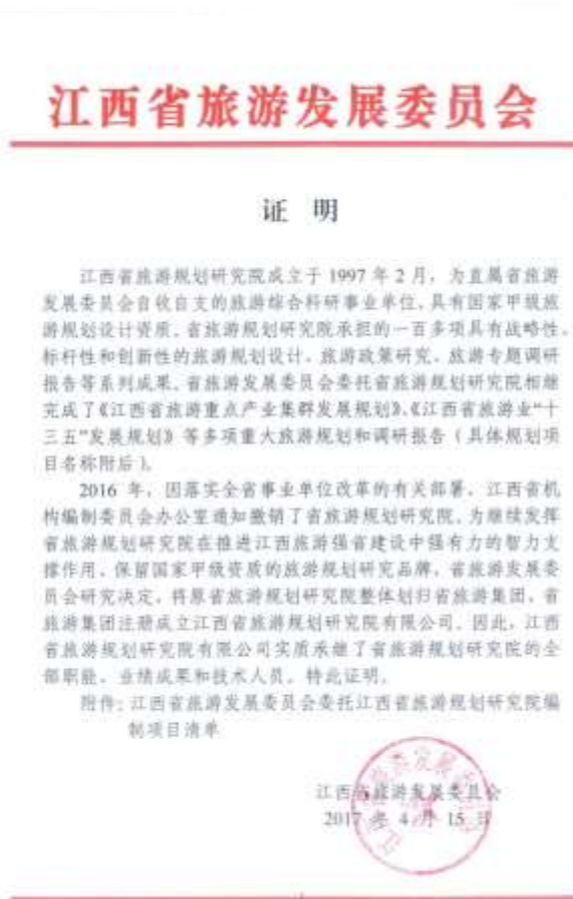 江西省旅游发展委员会
证 明
江西省旅游规划研究院成立于 1997 年 2 月，为直属省旅游
发展委员会自收自支的旅游综合科研事业单位，具有国家甲级旅
游规划设计资质。省旅游规划研究院承担的一百多项具有战略性、
标杆性和创新性的旅游规划设计、旅游政策研究、旅游专题调研
报告等系列成果。省旅游发展委员会委托省旅游规划研究院相继
完成了《江西省旅游重点产业集群发展规划》、《江西省旅游业“十
三五”发展规划》等多项重大旅游规划和调研报告（具体规划项
目名称附后）。
2016 年，因落实全省事业单位改革的有关部署，江西省机
构编制委员会办公室通知撤销了省旅游规划研究院。为继续发挥
省旅游规划研究院在推进江西旅游强省建设中强有力的智力支
撑作用，保留国家甲级资质的旅游规划研究品牌，省旅游发展委
员会研究决定，将原省旅游规划研究院整体划归省旅游集团，省
旅游集团注册成立江西省旅游规划研究院有限公司。因此，江西
省旅游规划研究院有限公司实质承继了省旅游规划研究院的全
部职能、业绩成果和技术人员。特此证明。
附件：江西省旅游发展委员会委托江西省旅游规划研究院编
制项目清单
江西省旅游发展委员会
2017 年 4 月 15 日